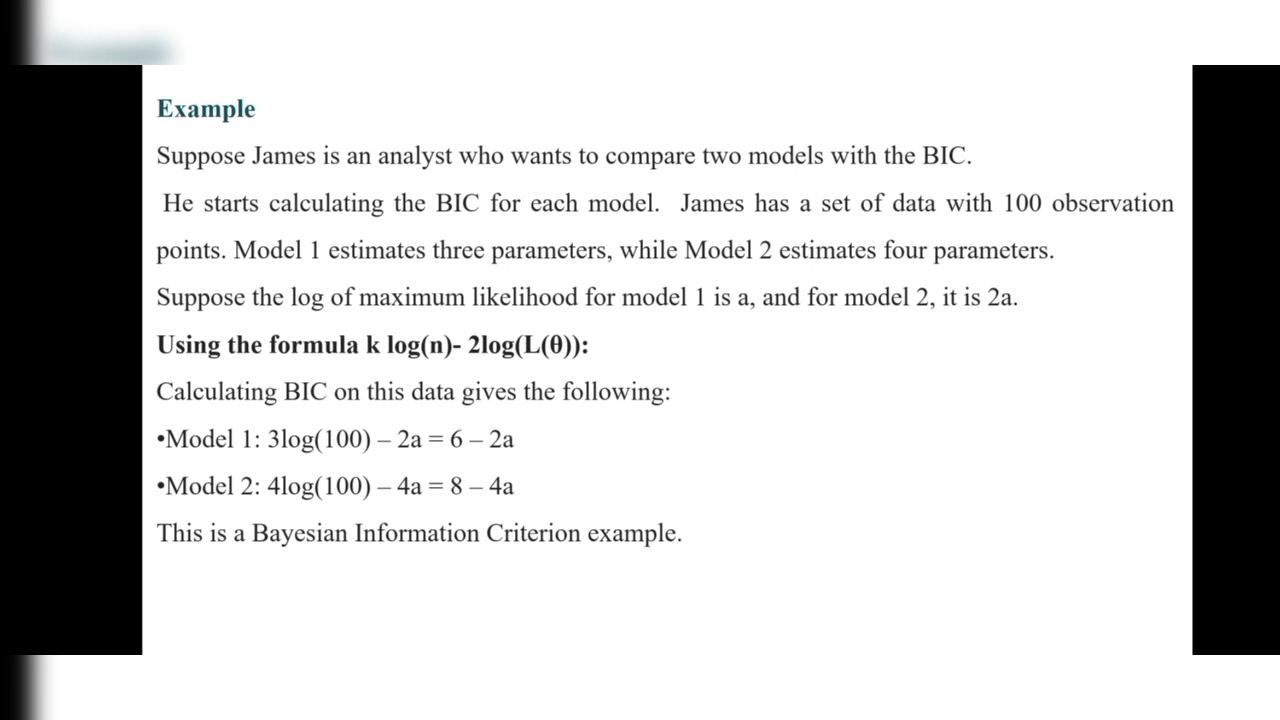 Example
Suppose James is an analyst who wants to compare two models with the BIC.
He starts calculating the BIC for each model. James has a set of data with 100 observation
points. Model 1 estimates three parameters, while Model 2 estimates four parameters.
Suppose the log of maximum likelihood for model 1 is a, and for model 2, it is 2a.
Using the formula k log(n)- 2log(L(θ)):
Calculating BIC on this data gives the following:
•Model 1: 3log(100) – 2a = 6 – 2a
•Model 2: 4log(100) – 4a = 8 – 4a
This is a Bayesian Information Criterion example.